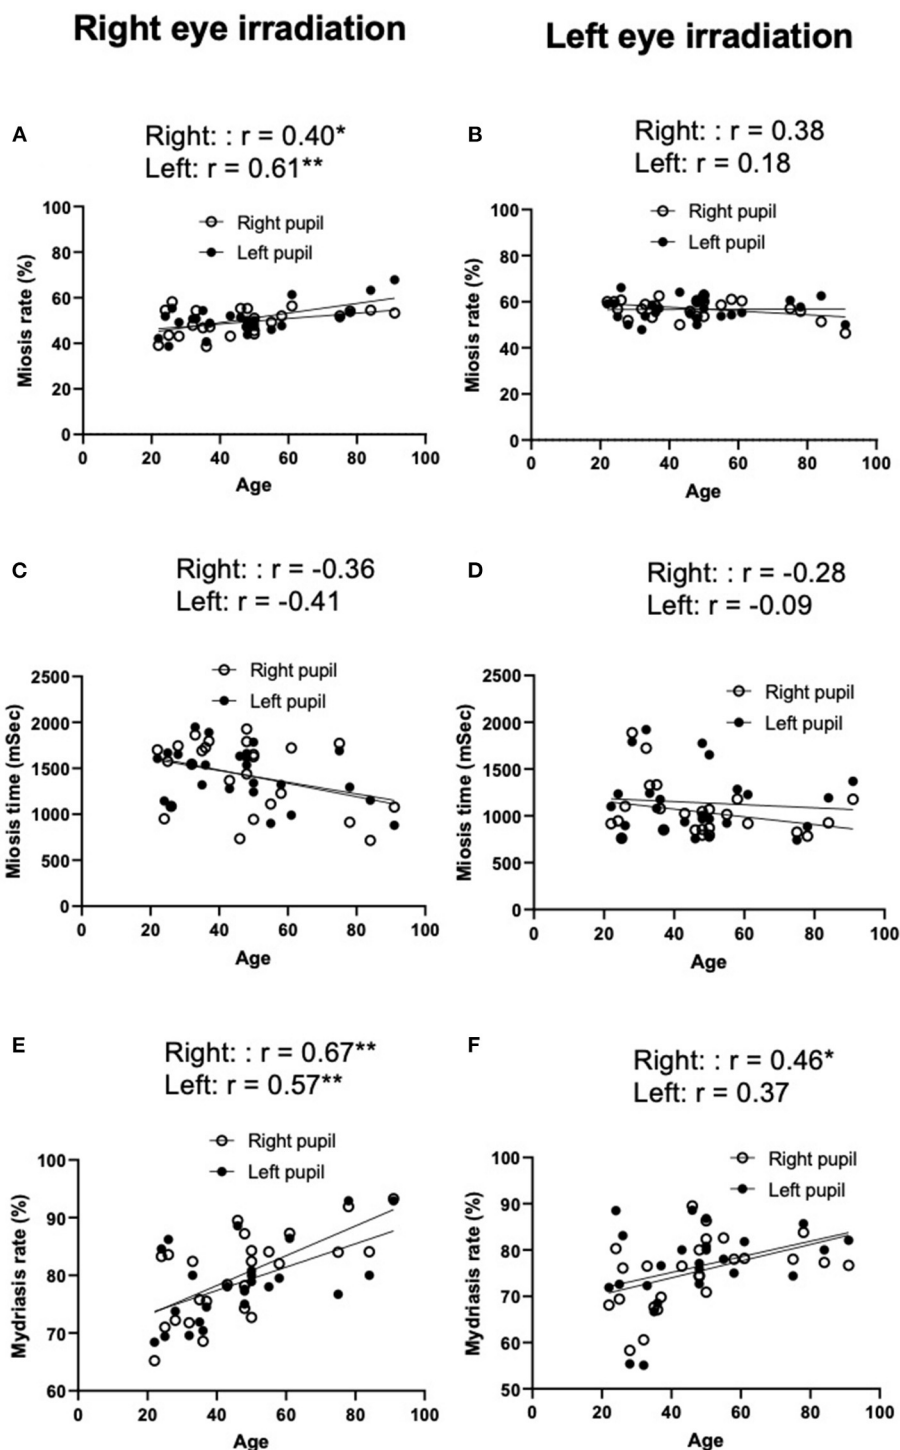 Right eye irradiation
Left eye irradiation
A
Right: : r = 0.40*
Left: r = 0.61**
Right pupil
Left pupil
100
80
60
40
20
0
Miosis rate (%)
0 20 40 60 80 100
Age
B
Right: : r = 0.38
Left: r = 0.18
Right pupil
Left pupil
100
80
60
40
20
0
Miosis rate (%)
0 20 40 60 80 100
Age
C
Right: : r = -0.36
Left: r = -0.41
Right pupil
Left pupil
2500
2000
1500
1000
500
0
Miosis time (mSec)
0 20 40 60 80 100
Age
D
Right: : r = -0.28
Left: r = -0.09
Right pupil
Left pupil
2500
2000
1500
1000
500
0
Miosis time (mSec)
0 20 40 60 80 100
Age
E
Right: : r = 0.67**
Left: r = 0.57**
Right pupil
Left pupil
100
90
80
70
60
Mydriasis rate (%)
0 20 40 60 80 100
Age
F
Right: : r = 0.46*
Left: r = 0.37
Right pupil
Left pupil
100
90
80
70
60
50
Mydriasis rate (%)
0 20 40 60 80 100
Age